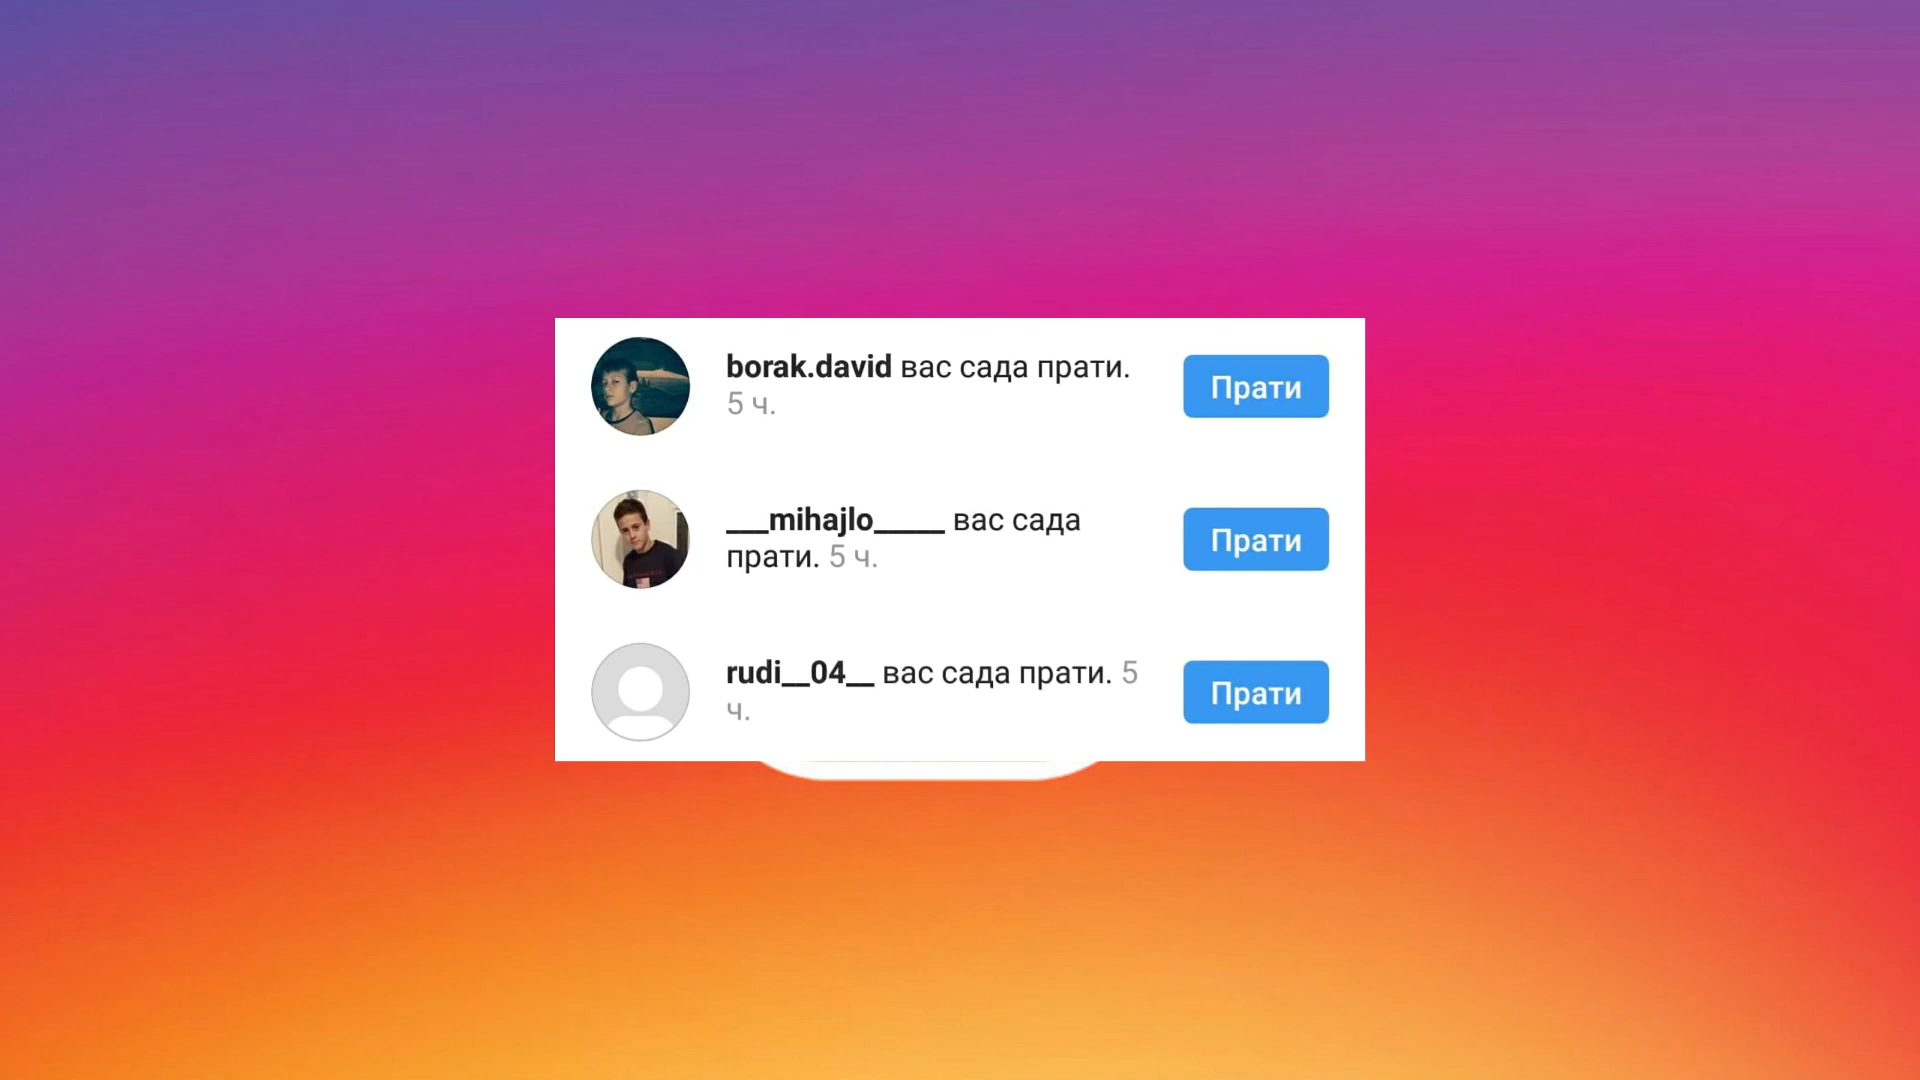 borak.david вас сада прати.
5 ч.
Прати
___mihajlo_____ вас сада
прати. 5 ч.
Прати
rudi__04__ вас сада прати. 5
ч.
Прати